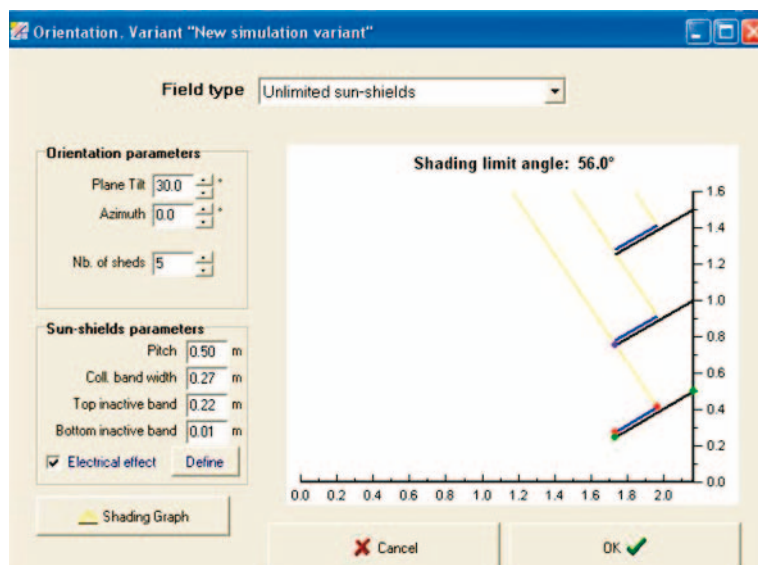 Orientation. Variant "New simulation variant"
Field type Unlimited sun-shields
Orientation parameters
Plane Tilt 30.0 °
Azimuth 0.0 °
Nb. of sheds 5
Sun-shields parameters
Pitch 0.50 m
Coll. band width 0.27 m
Top inactive band 0.22 m
Bottom inactive band 0.01 m
Electrical effect Define
Shading Graph
Shading limit angle: 56.0°
1.6
1.4
1.2
1.0
0.8
0.6
0.4
0.2
0.0
0.0 0.2 0.4 0.6 0.8 1.0 1.2 1.4 1.6 1.8 2.0
Cancel OK